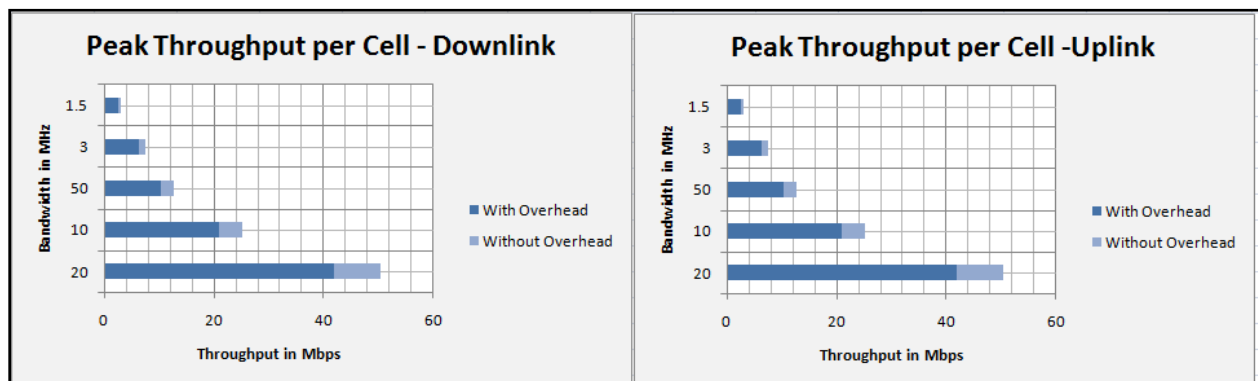 Peak Throughput per Cell - Downlink
Bandwidth in MHz
1.5
3
50
10
20
0 20 40 60
Throughput in Mbps
With Overhead
Without Overhead
Peak Throughput per Cell -Uplink
Bandwidth in MHz
1.5
3
50
10
20
0 20 40 60
Throughput in Mbps
With Overhead
Without Overhead